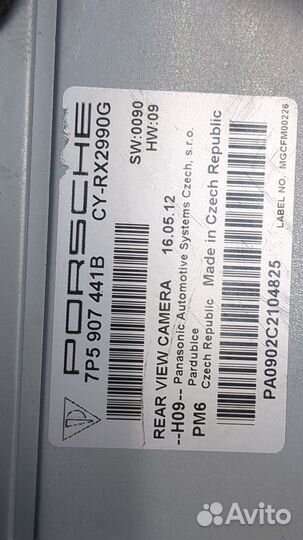 PORSCHE
7P5 907 441B
CY-RX2990G
SW:0090
HW:09
REAR VIEW CAMERA 16.05.12
--H09-- Panasonic Automotive Systems Czech, s.r.o.
Pardubice
PM6 Czech Republic Made in Czech Republic
PA0902C2104825
LABEL NO. MGCFM00226
Avito